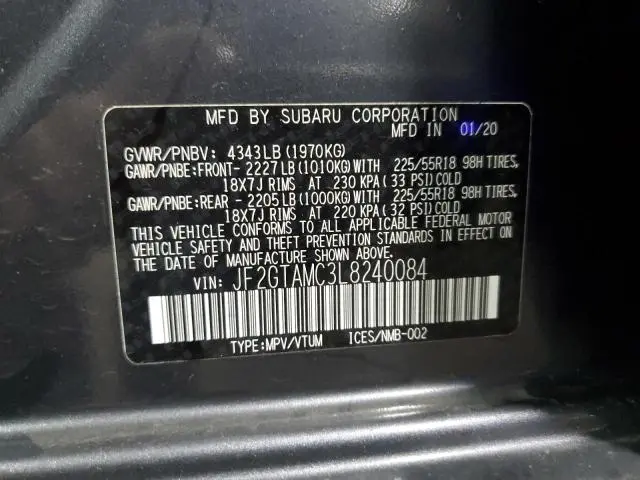 MFD BY SUBARU CORPORATION
MFD IN 01/20
GVWR/PNBV: 4343LB(1970KG)
GAWR/PNBE:FRONT- 2227LB(1010KG)WITH 225/55R18 98H TIRES,
18X7J RIMS AT 230 KPA(33 PSI)COLD
GAWR/PNBE:REAR - 2205LB(1000KG)WITH 225/55R18 98H TIRES,
18X7J RIMS AT 220 KPA(32 PSI)COLD
THIS VEHICLE CONFORMS TO ALL APPLICABLE FEDERAL MOTOR
VEHICLE SAFETY AND THEFT PREVENTION STANDARDS IN EFFECT
ON THE DATE OF MANUFACTURE SHOWN ABOVE.
VIN: JF2GTAMC3L8240084
TYPE:MPV/VTUM ICES/NMB-002